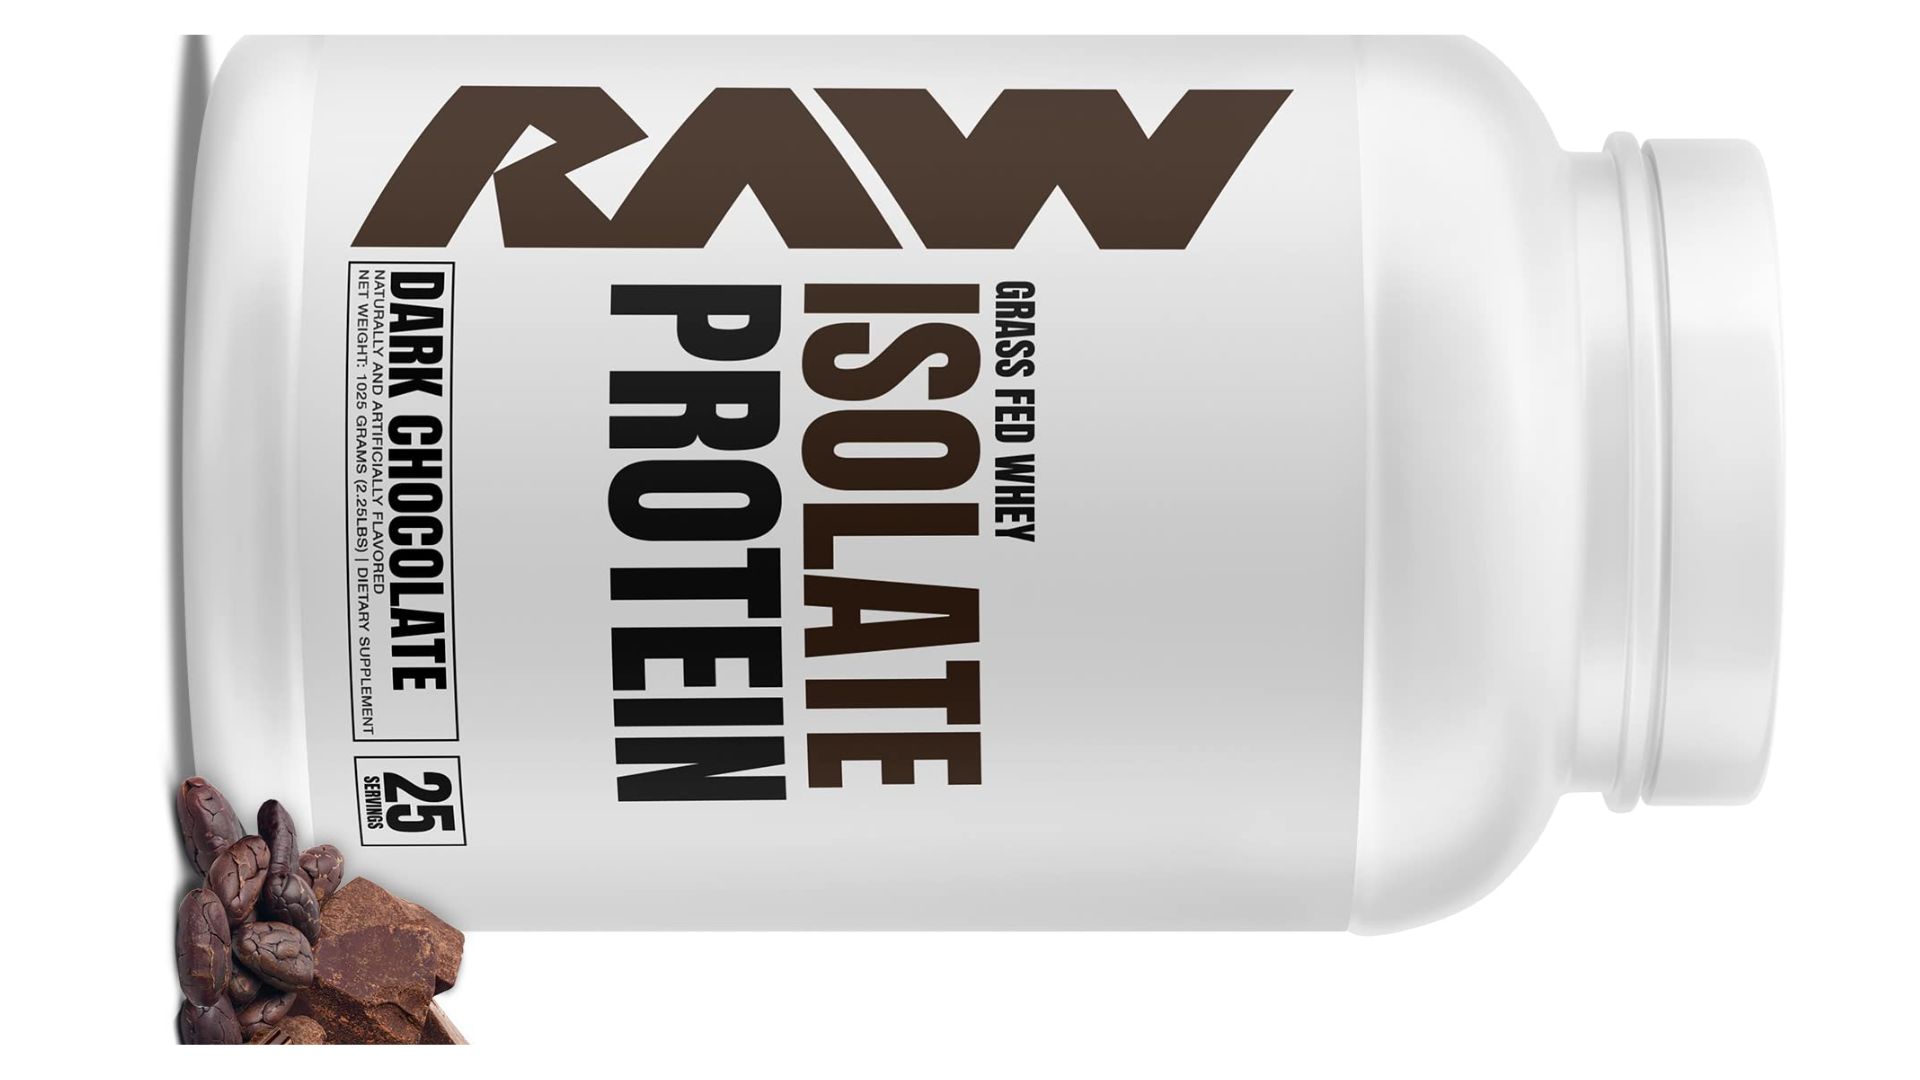 RAW
GRASS FED WHEY
ISOLATE
PROTEIN
DARK CHOCOLATE
NATURALLY AND ARTIFICIALLY FLAVORED
NET WEIGHT: 1025 GRAMS (2.25LBS) | DIETARY SUPPLEMENT
25
SERVINGS